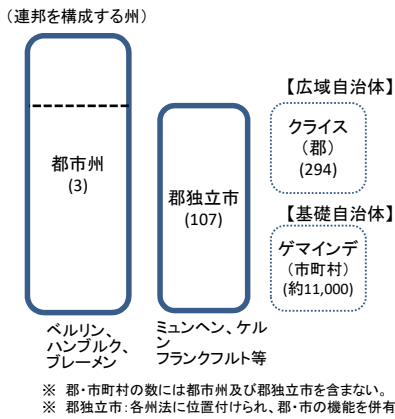 （連邦を構成する州）
都市州
(3)
ベルリン、
ハンブルク、
ブレーメン
郡独立市
(107)
ミュンヘン、ケル
ン
フランクフルト等
【広域自治体】
クライス
（郡）
(294)
【基礎自治体】
ゲマインデ
（市町村）
(約11,000)
※ 郡・市町村の数には都市州及び郡独立市を含まない。
※ 郡独立市：各州法に位置付けられ、郡・市の機能を併有